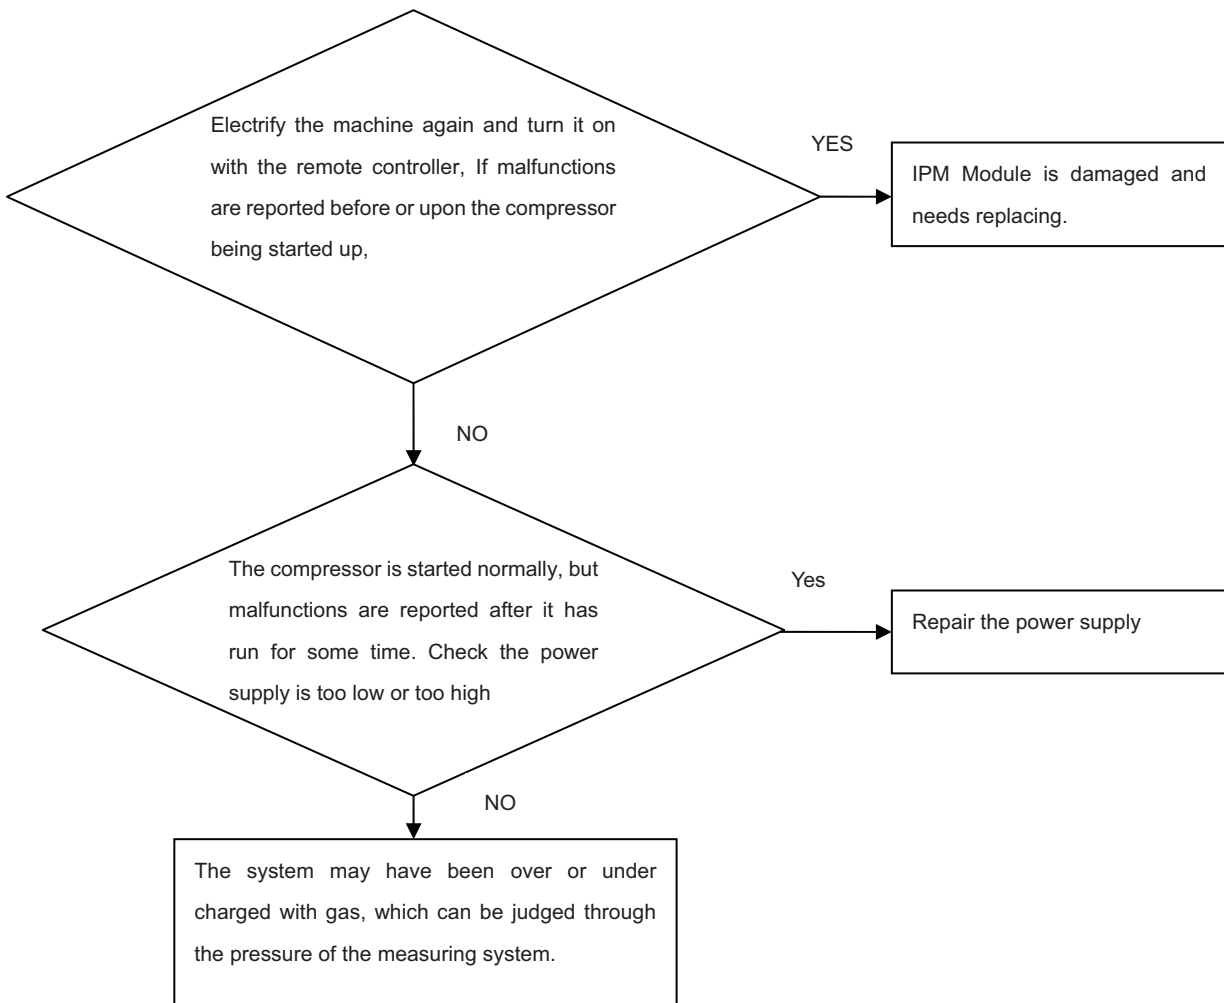 Electrify the machine again and turn it on
with the remote controller, If malfunctions
are reported before or upon the compressor
being started up,
YES
IPM Module is damaged and
needs replacing.
NO
The compressor is started normally, but
malfunctions are reported after it has
run for some time. Check the power
supply is too low or too high
Yes
Repair the power supply
NO
The system may have been over or under
charged with gas, which can be judged through
the pressure of the measuring system.